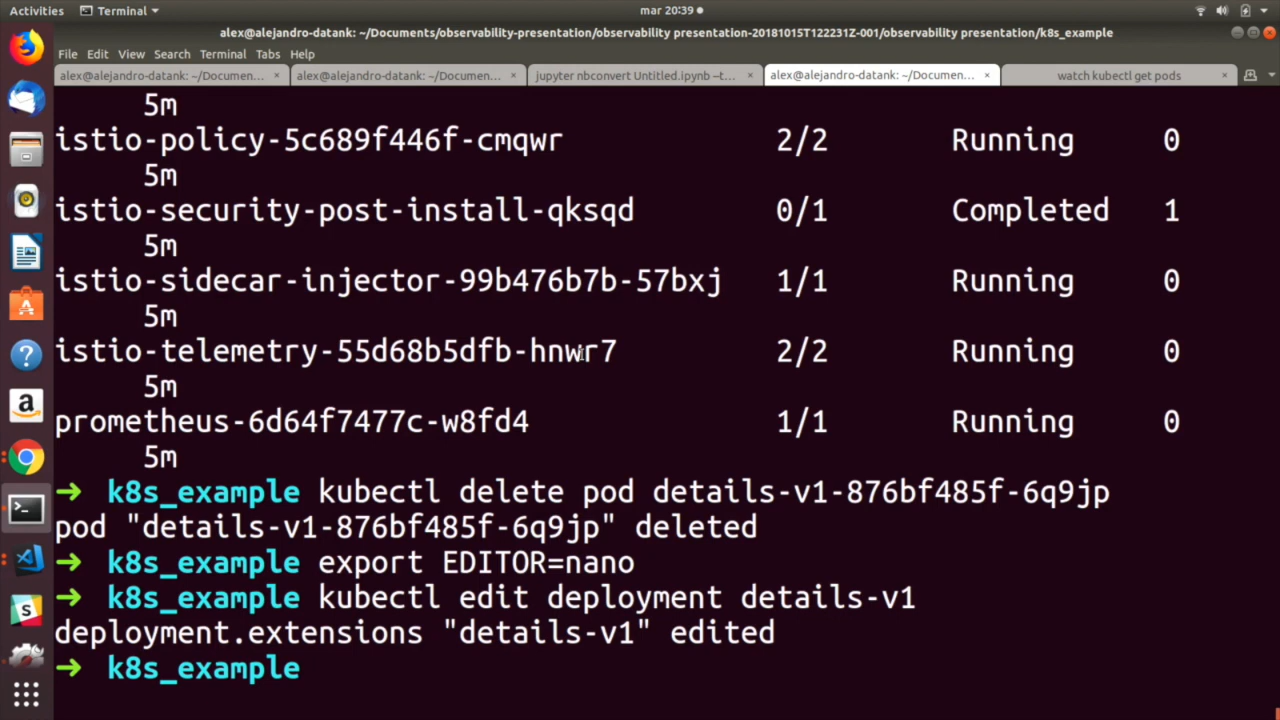 Activities Terminal mar 20:39
alex@alejandro-datank: ~/Documents/observability-presentation/observability presentation-20181015T122231Z-001/observability presentation/k8s_example
File Edit View Search Terminal Tabs Help
alex@alejandro-datank: ~/Documen... × alex@alejandro-datank: ~/Documen... × jupyter nbconvert Untitled.ipynb --t... × alex@alejandro-datank: ~/Documen... × watch kubectl get pods ×
5m
istio-policy-5c689f446f-cmqwr 2/2 Running 0
5m
istio-security-post-install-qksqd 0/1 Completed 1
5m
istio-sidecar-injector-99b476b7b-57bxj 1/1 Running 0
5m
istio-telemetry-55d68b5dfb-hnwr7 2/2 Running 0
5m
prometheus-6d64f7477c-w8fd4 1/1 Running 0
5m
➜ k8s_example kubectl delete pod details-v1-876bf485f-6q9jp
pod "details-v1-876bf485f-6q9jp" deleted
➜ k8s_example export EDITOR=nano
➜ k8s_example kubectl edit deployment details-v1
deployment.extensions "details-v1" edited
➜ k8s_example